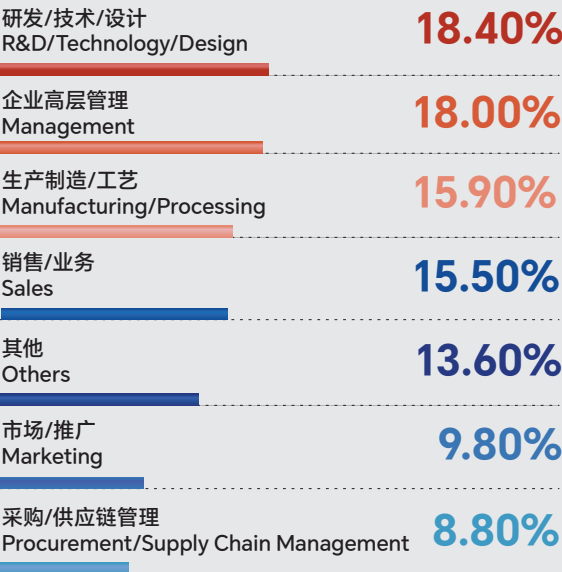 研发/技术/设计
18.40%
R&D/Technology/Design
企业高层管理
18.00%
Management
生产制造/工艺
15.90%
Manufacturing/Processing
销售/业务
15.50%
Sales
其他
13.60%
Others
市场/推广
9.80%
Marketing
采购/供应链管理
8.80%
Procurement/Supply Chain Management